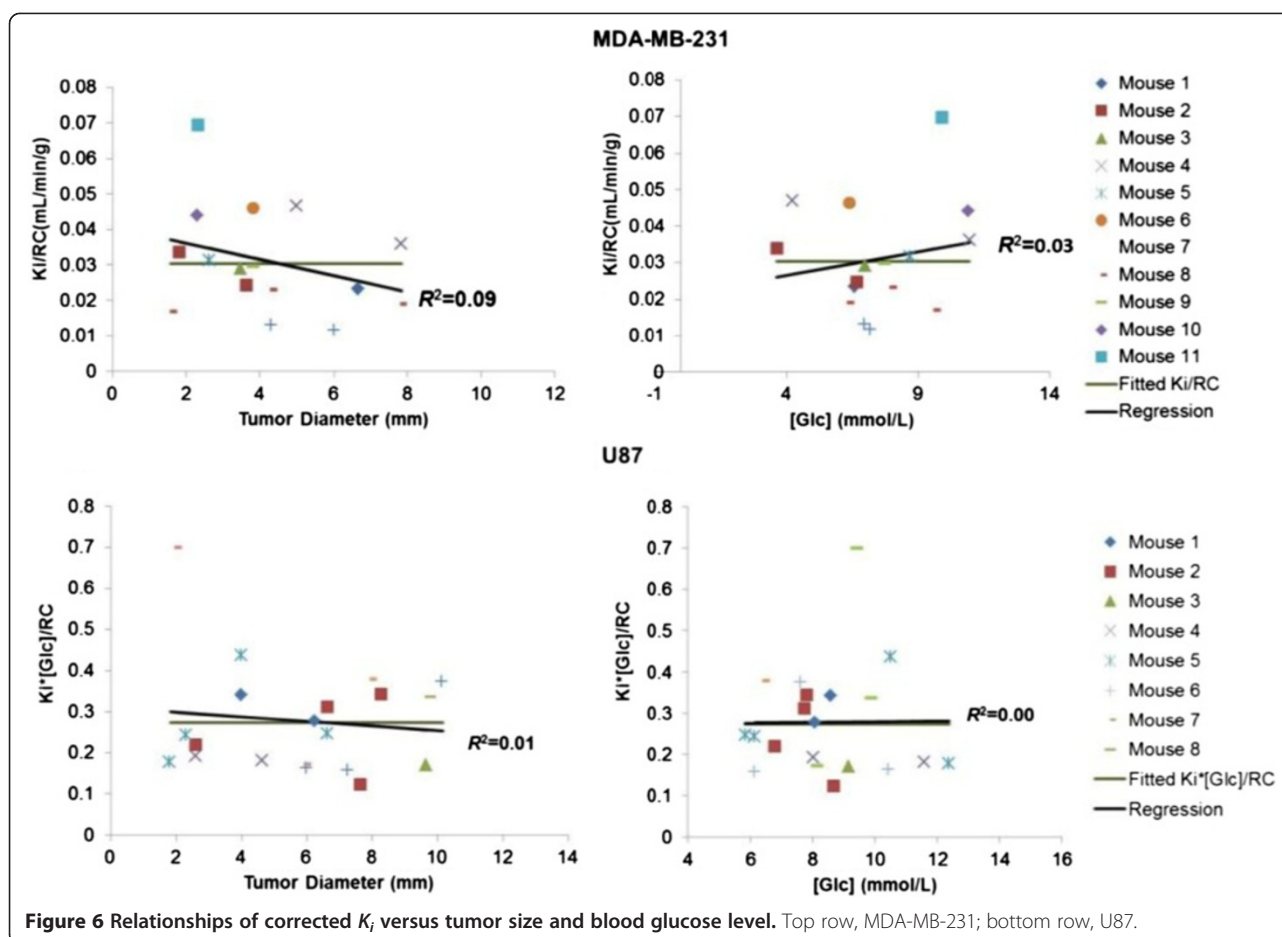 MDA-MB-231
Ki/RC(mL/min/g)
0.08
0.07
0.06
0.05
0.04
0.03
0.02
0.01
0
R²=0.09
0 2 4 6 8 10 12
Tumor Diameter (mm)
Ki/RC(mL/min/g)
0.08
0.07
0.06
0.05
0.04
0.03
0.02
0.01
0
R²=0.03
-1 4 9 14
[Glc] (mmol/L)
Mouse 1
Mouse 2
Mouse 3
Mouse 4
Mouse 5
Mouse 6
Mouse 7
Mouse 8
Mouse 9
Mouse 10
Mouse 11
Fitted Ki/RC
Regression
U87
Ki*[Glc]/RC
0.8
0.7
0.6
0.5
0.4
0.3
0.2
0.1
0
R²=0.01
0 2 4 6 8 10 12 14
Tumor Diameter (mm)
Ki*[Glc]/RC
0.8
0.7
0.6
0.5
0.4
0.3
0.2
0.1
0
R²=0.00
4 6 8 10 12 14 16
[Glc] (mmol/L)
Mouse 1
Mouse 2
Mouse 3
Mouse 4
Mouse 5
Mouse 6
Mouse 7
Mouse 8
Fitted Ki*[Glc]/RC
Regression
Figure 6 Relationships of corrected Ki versus tumor size and blood glucose level. Top row, MDA-MB-231; bottom row, U87.